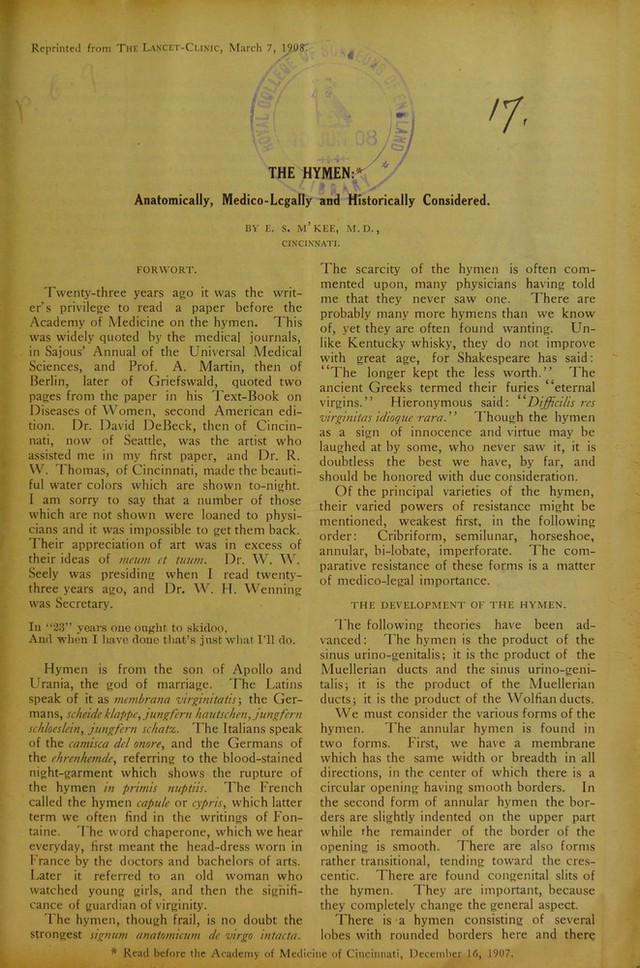 Reprinted from THE LANCET-CLINIC, March 7, 1908.
p. 6-9
ROYAL COLLEGE OF SURGEONS OF ENGLAND
JUN 08
LIBRARY
17.
THE HYMEN:*
Anatomically, Medico-Legally and Historically Considered.
BY E. S. M'KEE, M.D.,
CINCINNATI.
FORWORT.
Twenty-three years ago it was the writ-
er's privilege to read a paper before the
Academy of Medicine on the hymen. This
was widely quoted by the medical journals,
in Sajous' Annual of the Universal Medical
Sciences, and Prof. A. Martin, then of
Berlin, later of Griefswald, quoted two
pages from the paper in his Text-Book on
Diseases of Women, second American edi-
tion. Dr. David DeBeck, then of Cincin-
nati, now of Seattle, was the artist who
assisted me in my first paper, and Dr. R.
W. Thomas, of Cincinnati, made the beauti-
ful water colors which are shown to-night.
I am sorry to say that a number of those
which are not shown were loaned to physi-
cians and it was impossible to get them back.
Their appreciation of art was in excess of
their ideas of meum et tuum. Dr. W. W.
Seely was presiding when I read twenty-
three years ago, and Dr. W. H. Wenning
was Secretary.
In "23" years one ought to skidoo,
And when I have done that's just what I'll do.
Hymen is from the son of Apollo and
Urania, the god of marriage. The Latins
speak of it as membrana virginitatis; the Ger-
mans, scheide klappe, jungfern hautschen, jungfern
schloeslein, jungfern schatz. The Italians speak
of the camisca del onore, and the Germans of
the ehrenhemde, referring to the blood-stained
night-garment which shows the rupture of
the hymen in primis nuptiis. The French
called the hymen capule or cypris, which latter
term we often find in the writings of Fon-
taine. The word chaperone, which we hear
everyday, first meant the head-dress worn in
France by the doctors and bachelors of arts.
Later it referred to an old woman who
watched young girls, and then the signifi-
cance of guardian of virginity.
The hymen, though frail, is no doubt the
strongest signum anatomicum de virgo intacta.
The scarcity of the hymen is often com-
mented upon, many physicians having told
me that they never saw one. There are
probably many more hymens than we know
of, yet they are often found wanting. Un-
like Kentucky whisky, they do not improve
with great age, for Shakespeare has said:
"The longer kept the less worth." The
ancient Greeks termed their furies "eternal
virgins." Hieronymous said: "Difficilis res
virginitas idioque rara." Though the hymen
as a sign of innocence and virtue may be
laughed at by some, who never saw it, it is
doubtless the best we have, by far, and
should be honored with due consideration.
Of the principal varieties of the hymen,
their varied powers of resistance might be
mentioned, weakest first, in the following
order: Cribriform, semilunar, horseshoe,
annular, bi-lobate, imperforate. The com-
parative resistance of these forms is a matter
of medico-legal importance.
THE DEVELOPMENT OF THE HYMEN.
The following theories have been ad-
vanced: The hymen is the product of the
sinus urino-genitalis; it is the product of the
Muellerian ducts and the sinus urino-geni-
talis; it is the product of the Muellerian
ducts; it is the product of the Wolfian ducts.
We must consider the various forms of the
hymen. The annular hymen is found in
two forms. First, we have a membrane
which has the same width or breadth in all
directions, in the center of which there is a
circular opening having smooth borders. In
the second form of annular hymen the bor-
ders are slightly indented on the upper part
while the remainder of the border of the
opening is smooth. There are also forms
rather transitional, tending toward the cres-
centic. There are found congenital slits of
the hymen. They are important, because
they completely change the general aspect.
There is a hymen consisting of several
lobes with rounded borders here and there
* Read before the Academy of Medicine of Cincinnati, December 16, 1907.